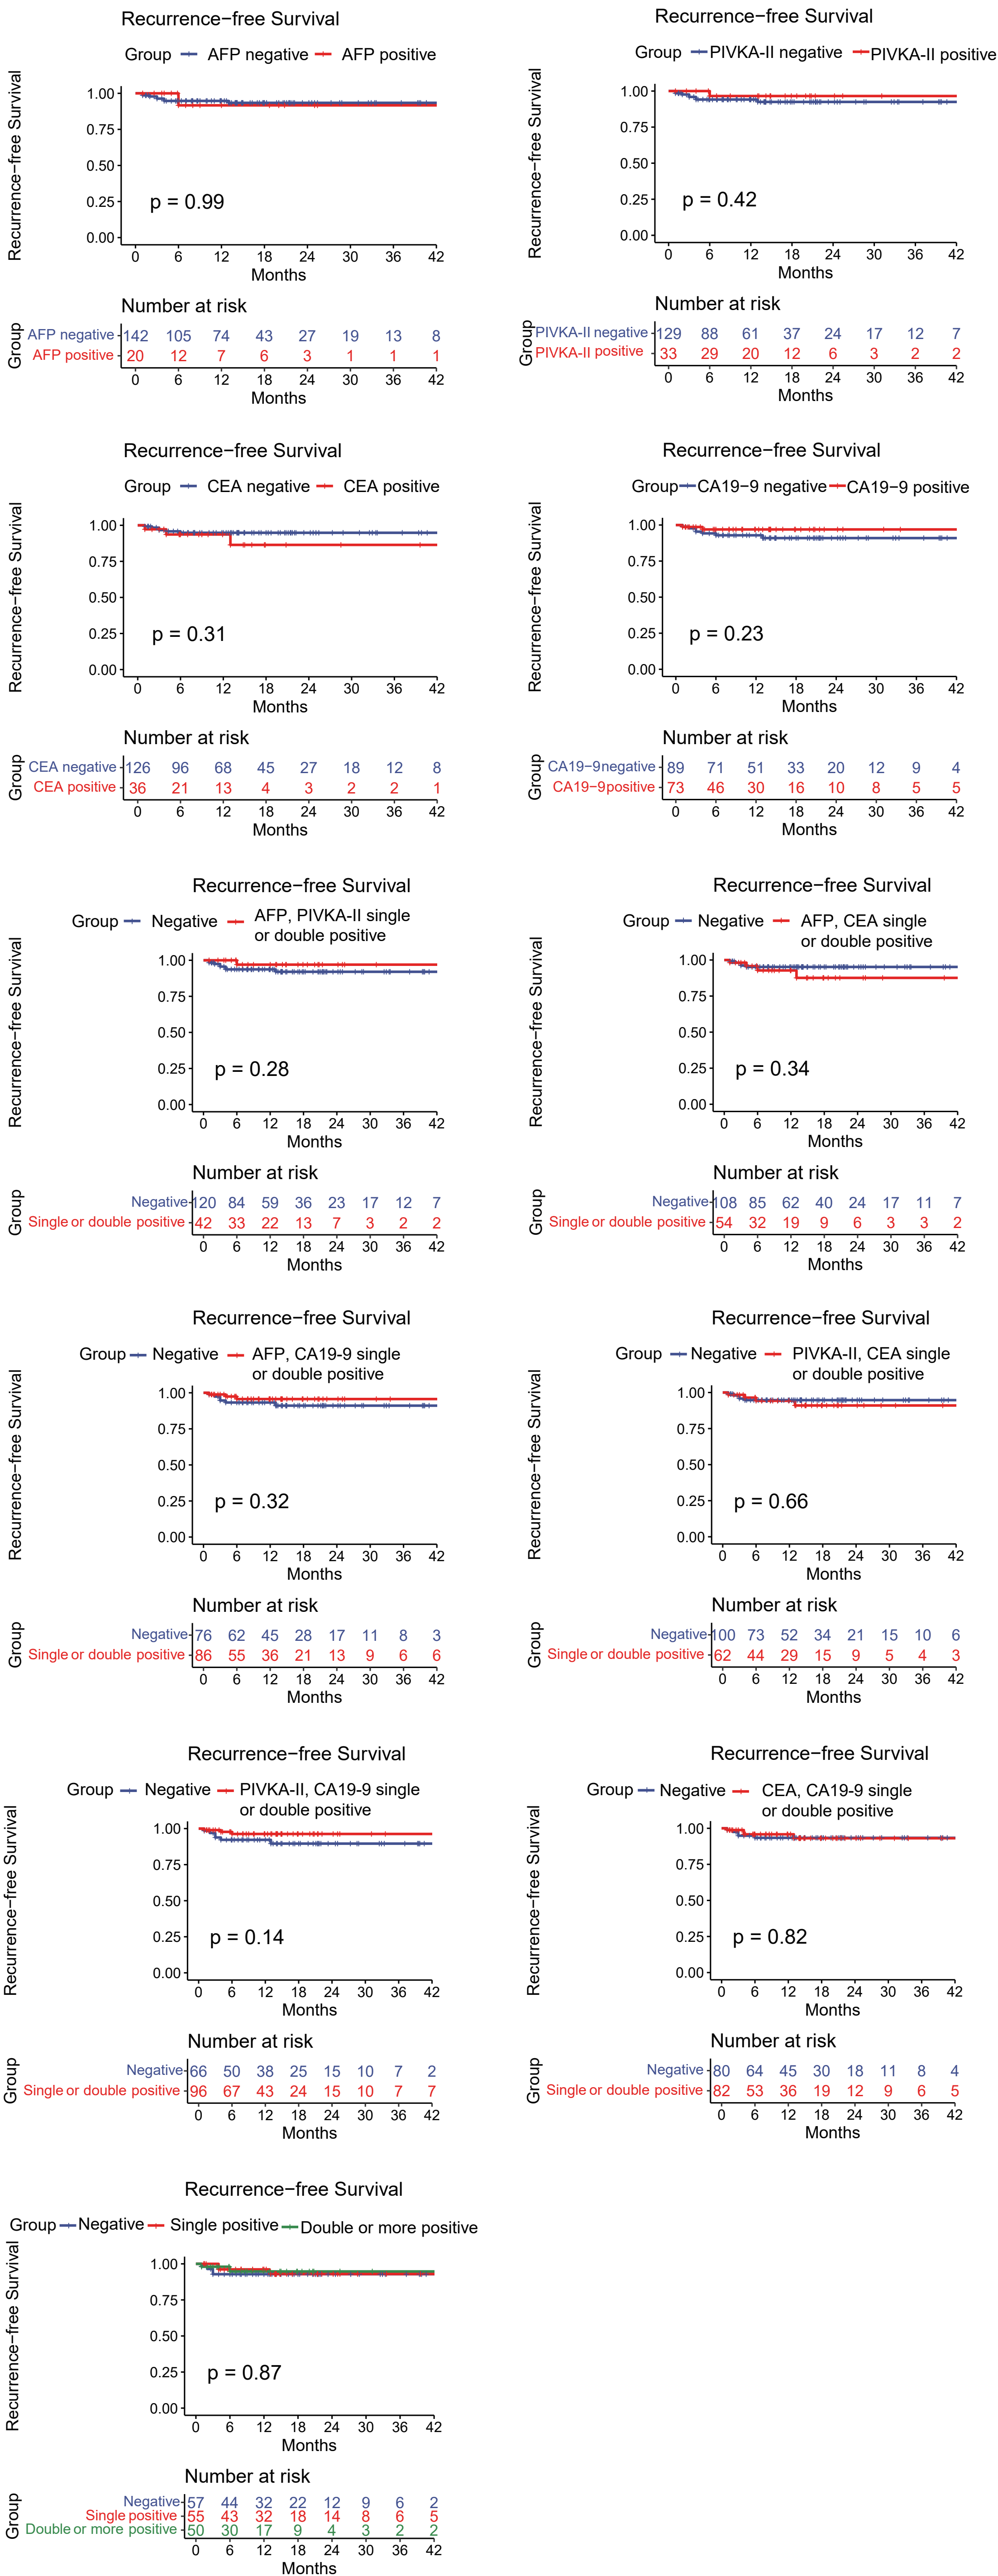 Recurrence−free Survival
Group AFP negative AFP positive
Recurrence−free Survival
1.00
0.75
0.50
0.25
0.00
p = 0.99
0 6 12 18 24 30 36 42
Months
Number at risk
Group
AFP negative 142 105 74 43 27 19 13 8
AFP positive 20 12 7 6 3 1 1 1
0 6 12 18 24 30 36 42
Months
Recurrence−free Survival
Group PIVKA-II negative PIVKA-II positive
Recurrence−free Survival
1.00
0.75
0.50
0.25
0.00
p = 0.42
0 6 12 18 24 30 36 42
Months
Number at risk
Group
PIVKA-II negative 129 88 61 37 24 17 12 7
PIVKA-II positive 33 29 20 12 6 3 2 2
0 6 12 18 24 30 36 42
Months
Recurrence−free Survival
Group CEA negative CEA positive
Recurrence−free Survival
1.00
0.75
0.50
0.25
0.00
p = 0.31
0 6 12 18 24 30 36 42
Months
Number at risk
Group
CEA negative 126 96 68 45 27 18 12 8
CEA positive 36 21 13 4 3 2 2 1
0 6 12 18 24 30 36 42
Months
Recurrence−free Survival
Group CA19−9 negative CA19−9 positive
Recurrence−free Survival
1.00
0.75
0.50
0.25
0.00
p = 0.23
0 6 12 18 24 30 36 42
Months
Number at risk
Group
CA19−9 negative 89 71 51 33 20 12 9 4
CA19−9 positive 73 46 30 16 10 8 5 5
0 6 12 18 24 30 36 42
Months
Recurrence−free Survival
Group Negative AFP, PIVKA-II single
or double positive
Recurrence−free Survival
1.00
0.75
0.50
0.25
0.00
p = 0.28
0 6 12 18 24 30 36 42
Months
Number at risk
Group
Negative 120 84 59 36 23 17 12 7
Single or double positive 42 33 22 13 7 3 2 2
0 6 12 18 24 30 36 42
Months
Recurrence−free Survival
Group Negative AFP, CEA single
or double positive
Recurrence−free Survival
1.00
0.75
0.50
0.25
0.00
p = 0.34
0 6 12 18 24 30 36 42
Months
Number at risk
Group
Negative 108 85 62 40 24 17 11 7
Single or double positive 54 32 19 9 6 3 3 2
0 6 12 18 24 30 36 42
Months
Recurrence−free Survival
Group Negative AFP, CA19-9 single
or double positive
Recurrence−free Survival
1.00
0.75
0.50
0.25
0.00
p = 0.32
0 6 12 18 24 30 36 42
Months
Number at risk
Group
Negative 76 62 45 28 17 11 8 3
Single or double positive 86 55 36 21 13 9 6 6
0 6 12 18 24 30 36 42
Months
Recurrence−free Survival
Group Negative PIVKA-II, CEA single
or double positive
Recurrence−free Survival
1.00
0.75
0.50
0.25
0.00
p = 0.66
0 6 12 18 24 30 36 42
Months
Number at risk
Group
Negative 100 73 52 34 21 15 10 6
Single or double positive 62 44 29 15 9 5 4 3
0 6 12 18 24 30 36 42
Months
Recurrence−free Survival
Group Negative PIVKA-II, CA19-9 single
or double positive
Recurrence−free Survival
1.00
0.75
0.50
0.25
0.00
p = 0.14
0 6 12 18 24 30 36 42
Months
Number at risk
Group
Negative 66 50 38 25 15 10 7 2
Single or double positive 96 67 43 24 15 10 7 7
0 6 12 18 24 30 36 42
Months
Recurrence−free Survival
Group Negative CEA, CA19-9 single
or double positive
Recurrence−free Survival
1.00
0.75
0.50
0.25
0.00
p = 0.82
0 6 12 18 24 30 36 42
Months
Number at risk
Group
Negative 80 64 45 30 18 11 8 4
Single or double positive 82 53 36 19 12 9 6 5
0 6 12 18 24 30 36 42
Months
Recurrence−free Survival
Group Negative Single positive Double or more positive
Recurrence−free Survival
1.00
0.75
0.50
0.25
0.00
p = 0.87
0 6 12 18 24 30 36 42
Months
Number at risk
Group
Negative 57 44 32 22 12 9 6 2
Single positive 55 43 32 18 14 8 6 5
Double or more positive 50 30 17 9 4 3 2 2
0 6 12 18 24 30 36 42
Months